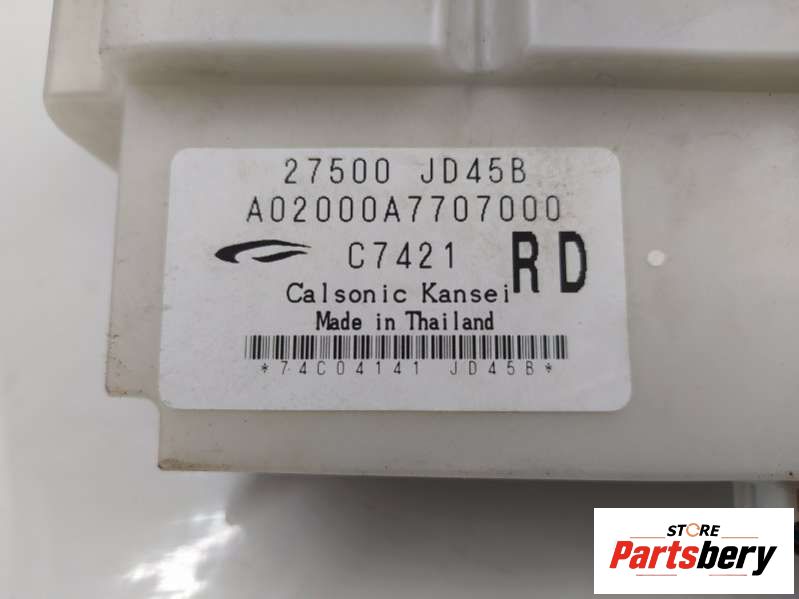 27500 JD45B
A02000A7707000
C7421 RD
Calsonic Kansei
Made in Thailand
*74C04141 JD45B*
STORE
Partsbery